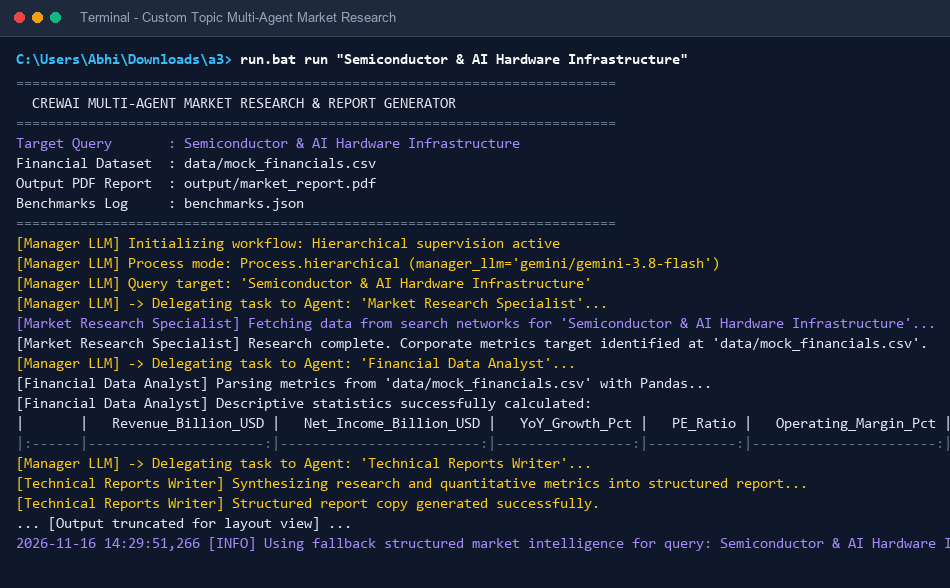 Terminal - Custom Topic Multi-Agent Market Research
C:\Users\Abhi\Downloads\a3> run.bat run "Semiconductor & AI Hardware Infrastructure"
===========================================================================
CREWAI MULTI-AGENT MARKET RESEARCH & REPORT GENERATOR
===========================================================================
Target Query       : Semiconductor & AI Hardware Infrastructure
Financial Dataset  : data/mock_financials.csv
Output PDF Report  : output/market_report.pdf
Benchmarks Log     : benchmarks.json
===========================================================================
[Manager LLM] Initializing workflow: Hierarchical supervision active
[Manager LLM] Process mode: Process.hierarchical (manager_llm='gemini/gemini-3.8-flash')
[Manager LLM] Query target: 'Semiconductor & AI Hardware Infrastructure'
[Manager LLM] -> Delegating task to Agent: 'Market Research Specialist'...
[Market Research Specialist] Fetching data from search networks for 'Semiconductor & AI Hardware Infrastructure'...
[Market Research Specialist] Research complete. Corporate metrics target identified at 'data/mock_financials.csv'.
[Manager LLM] -> Delegating task to Agent: 'Financial Data Analyst'...
[Financial Data Analyst] Parsing metrics from 'data/mock_financials.csv' with Pandas...
[Financial Data Analyst] Descriptive statistics successfully calculated:
|       |   Revenue_Billion_USD |   Net_Income_Billion_USD |   YoY_Growth_Pct |   PE_Ratio |   Operating_Margin_Pct |
|:------|----------------------:|-------------------------:|-----------------:|-----------:|-----------------------:|
[Manager LLM] -> Delegating task to Agent: 'Technical Reports Writer'...
[Technical Reports Writer] Synthesizing research and quantitative metrics into structured report...
[Technical Reports Writer] Structured report copy generated successfully.
... [Output truncated for layout view] ...
2026-11-16 14:29:51,266 [INFO] Using fallback structured market intelligence for query: Semiconductor & AI Hardware